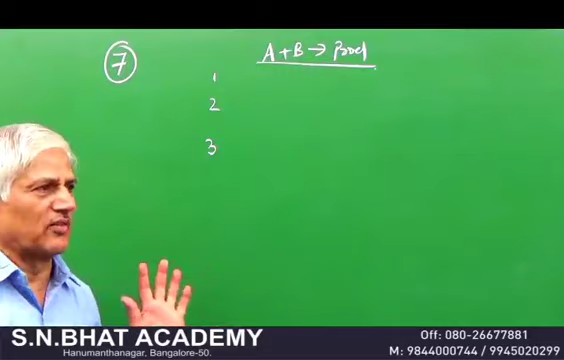 7
A + B → Prod
1
2
3
S.N.BHAT ACADEMY
Hanumanthanagar, Bangalore-50.
Off: 080-26677881
M: 9844000744 / 9945020299